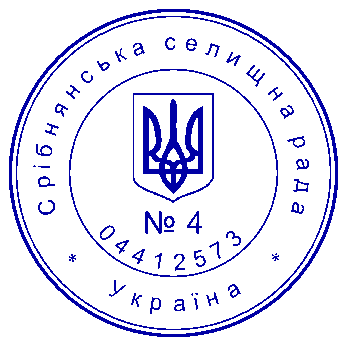 Срібнянська селищна рада
№ 4
04412573
* Україна *